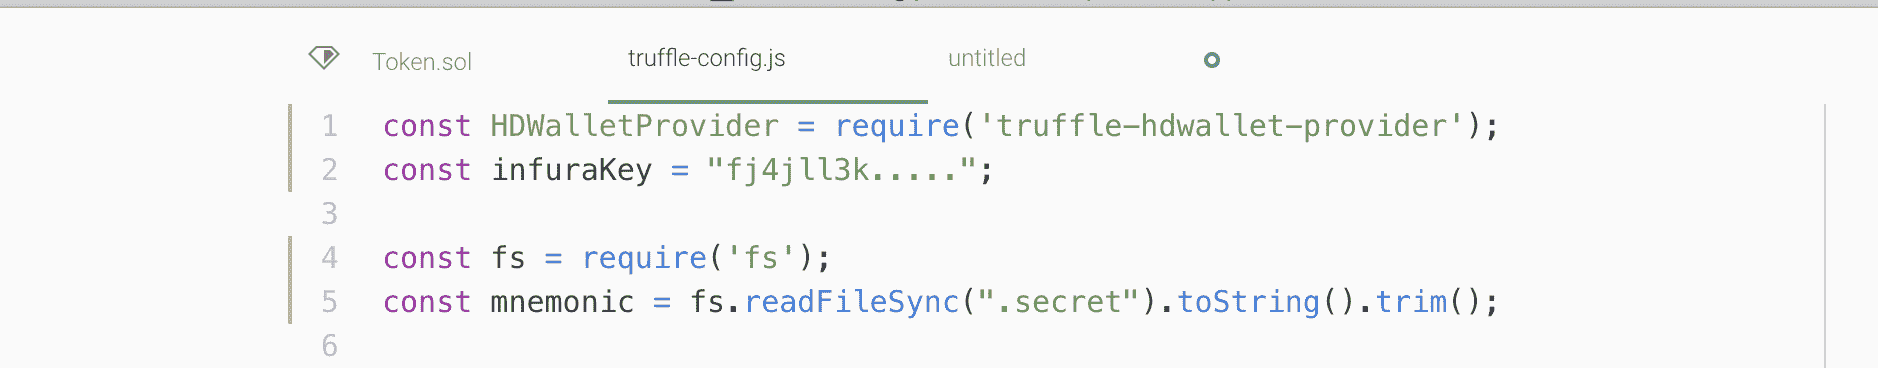 Token.sol truffle-config.js untitled
1 const HDWalletProvider = require('truffle-hdwallet-provider');
2 const infuraKey = "fj4jll3k.....";
3
4 const fs = require('fs');
5 const mnemonic = fs.readFileSync(".secret").toString().trim();
6